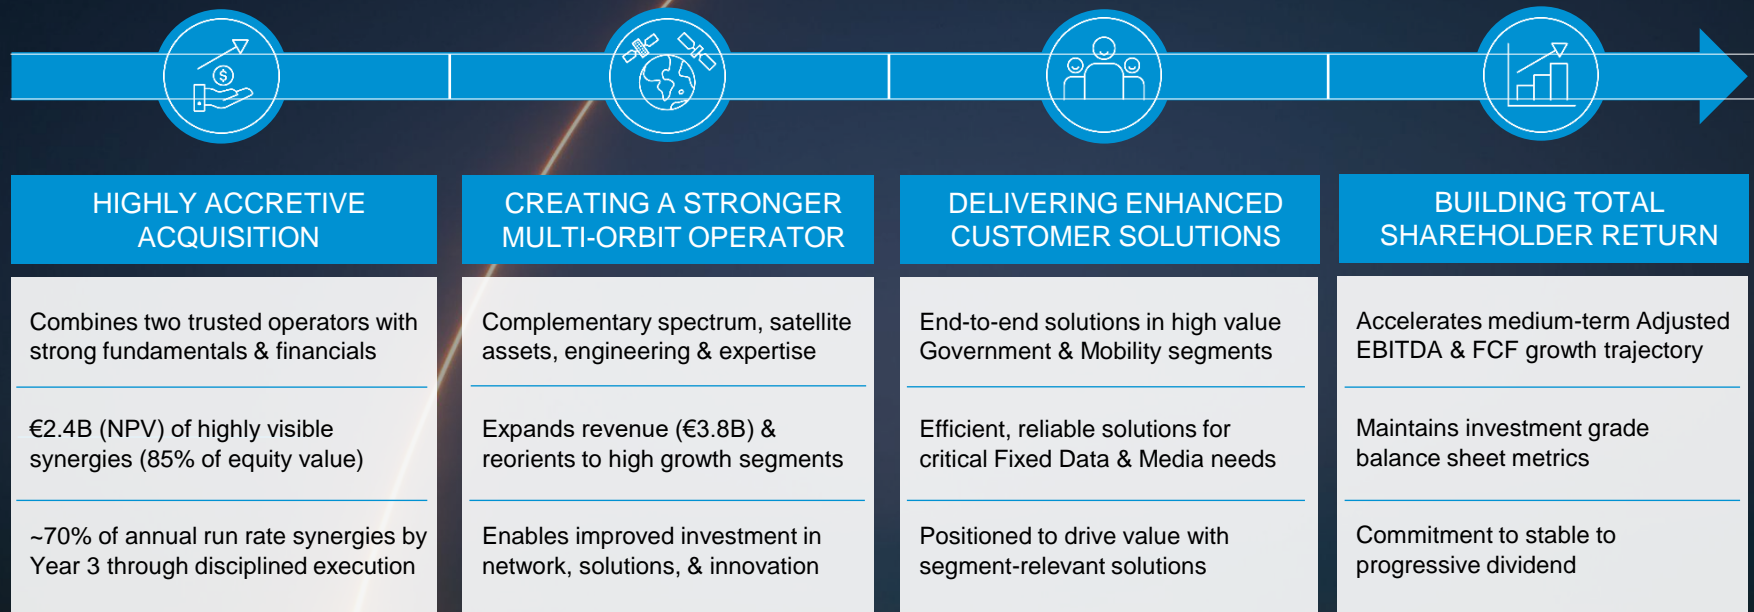 $
HIGHLY ACCRETIVE
ACQUISITION
Combines two trusted operators with
strong fundamentals & financials
€2.4B (NPV) of highly visible
synergies (85% of equity value)
~70% of annual run rate synergies by
Year 3 through disciplined execution
CREATING A STRONGER
MULTI-ORBIT OPERATOR
Complementary spectrum, satellite
assets, engineering & expertise
Expands revenue (€3.8B) &
reorients to high growth segments
Enables improved investment in
network, solutions, & innovation
DELIVERING ENHANCED
CUSTOMER SOLUTIONS
End-to-end solutions in high value
Government & Mobility segments
Efficient, reliable solutions for
critical Fixed Data & Media needs
Positioned to drive value with
segment-relevant solutions
BUILDING TOTAL
SHAREHOLDER RETURN
Accelerates medium-term Adjusted
EBITDA & FCF growth trajectory
Maintains investment grade
balance sheet metrics
Commitment to stable to
progressive dividend